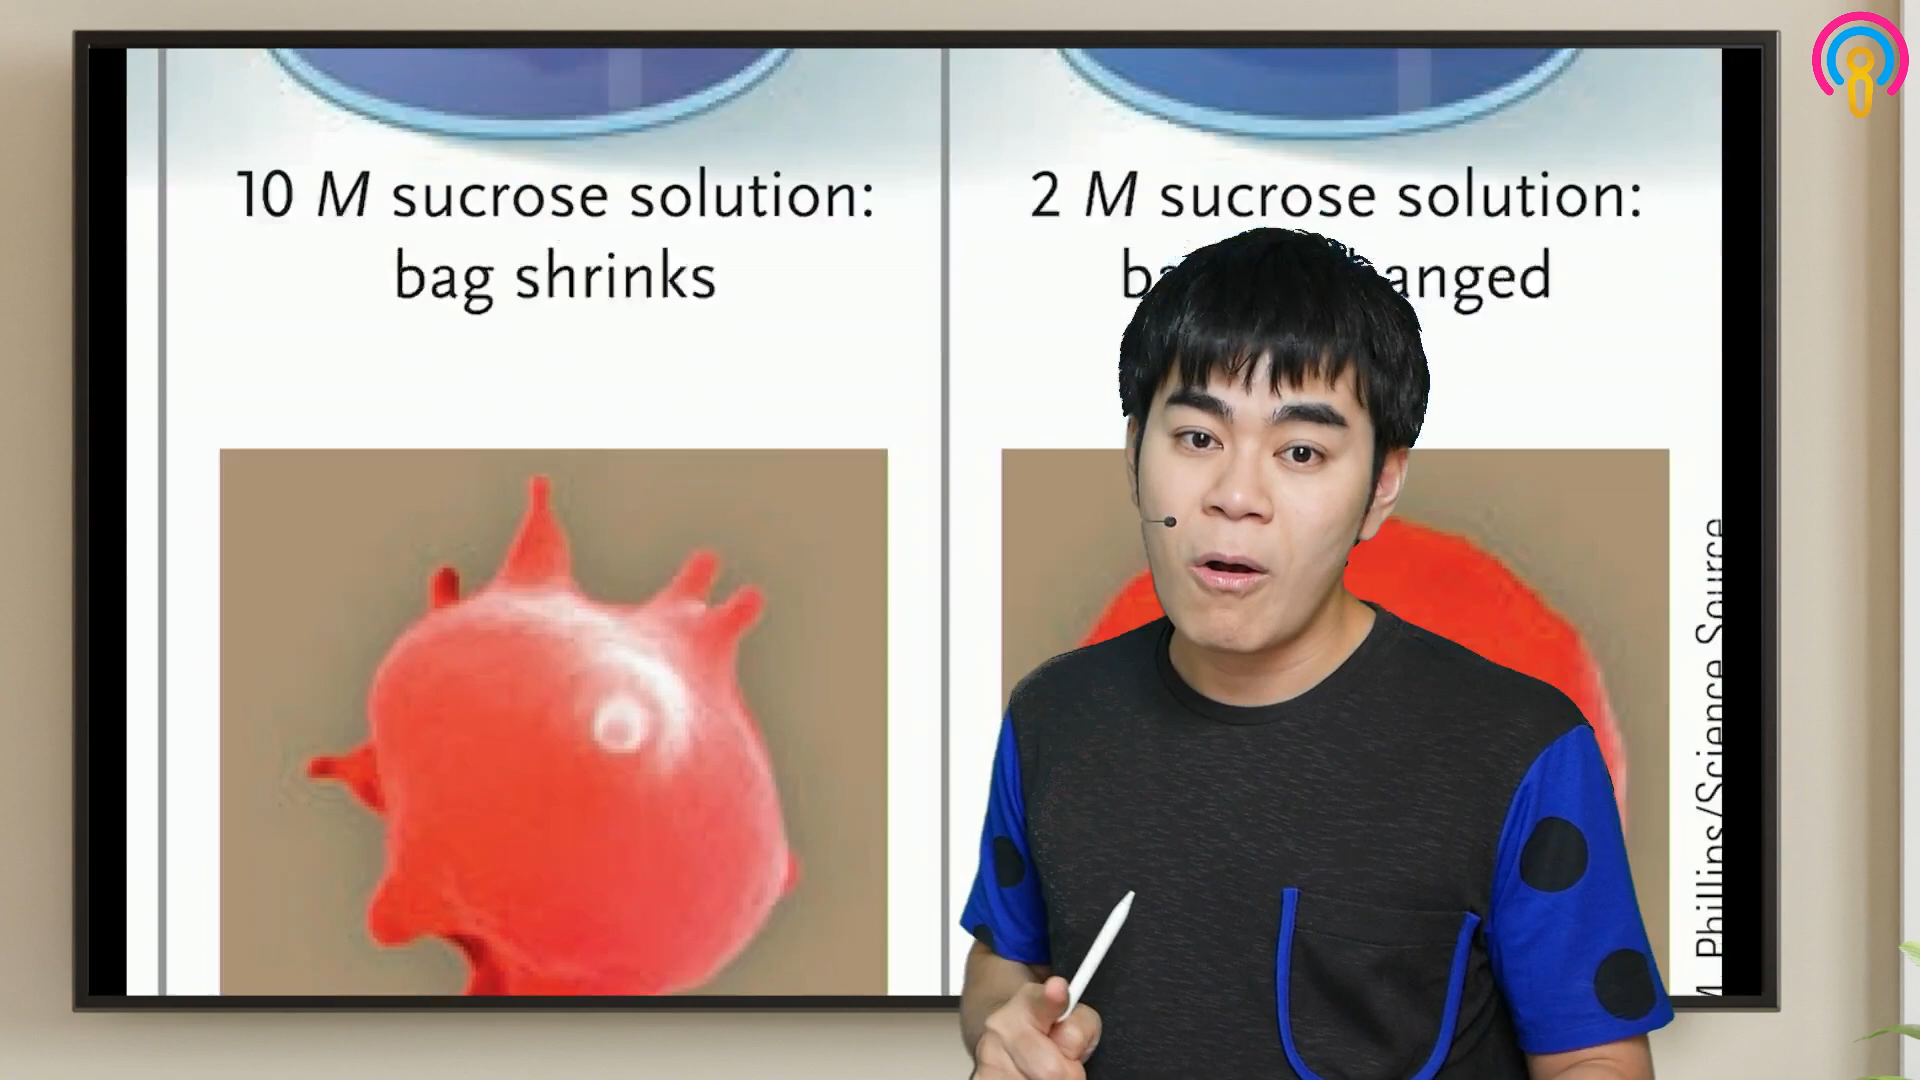 10 M sucrose solution:
bag shrinks
2 M sucrose solution:
anged
Phillips/Science Source